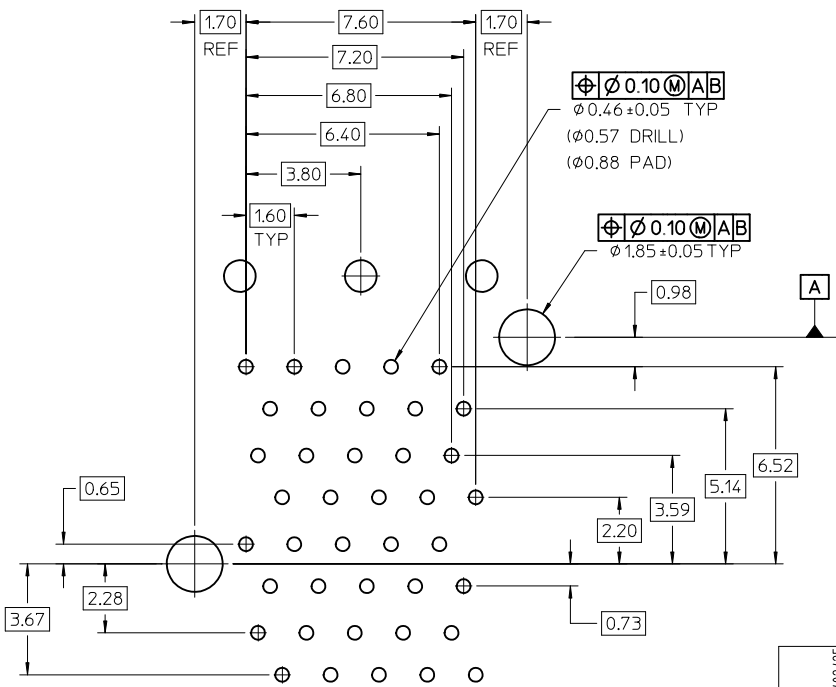 1.70 7.60 1.70
REF REF
7.20
6.80
6.40
3.80
1.60
TYP
⌖ Ø 0.10 Ⓜ A B
Ø0.46±0.05 TYP
(Ø0.57 DRILL)
(Ø0.88 PAD)
⌖ Ø 0.10 Ⓜ A B
Ø1.85±0.05 TYP
0.98
A
0.65
6.52
5.14
3.59
2.20
2.28
3.67
0.73